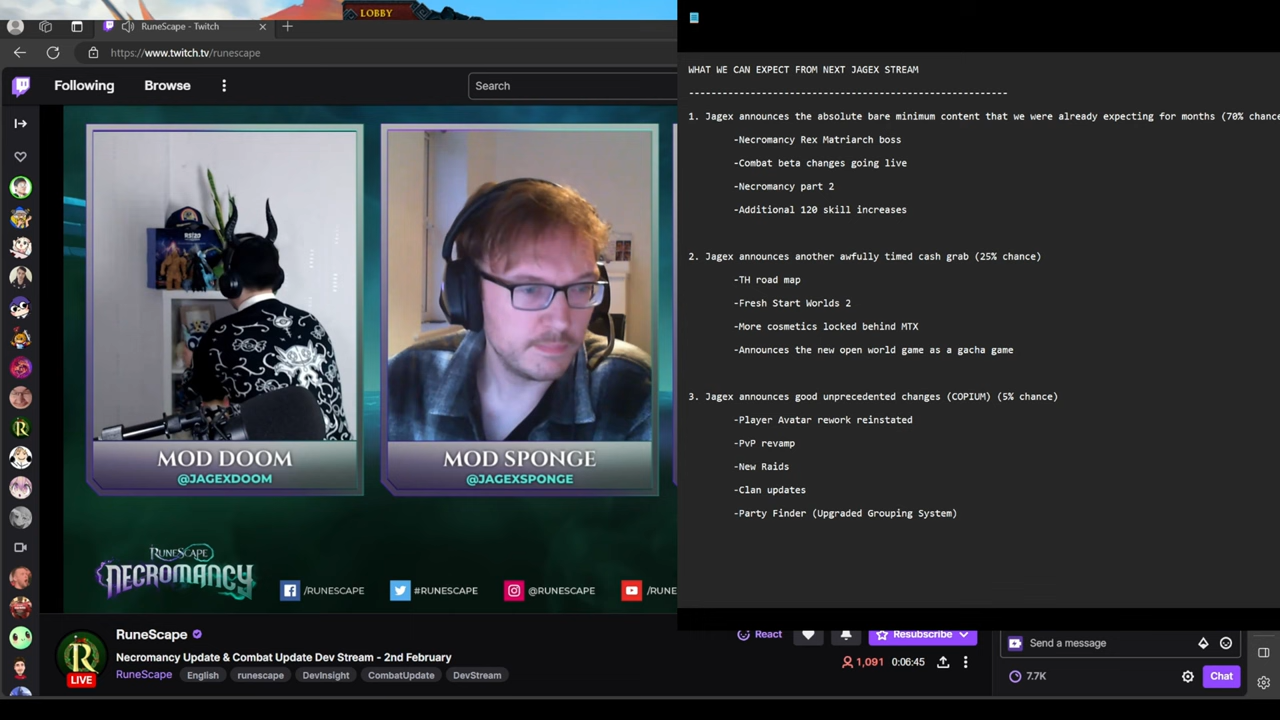 LOBBY
RuneScape - Twitch
https://www.twitch.tv/runescape
Following
Browse
Search
MOD DOOM
@JAGEXDOOM
MOD SPONGE
@JAGEXSPONGE
RUNESCAPE
NECROMANCY
/RUNESCAPE
#RUNESCAPE
@RUNESCAPE
/RUNE
LIVE
RuneScape
Necromancy Update & Combat Update Dev Stream - 2nd February
RuneScape
English
runescape
DevInsight
CombatUpdate
DevStream
WHAT WE CAN EXPECT FROM NEXT JAGEX STREAM
---------------------------------------------------------
1. Jagex announces the absolute bare minimum content that we were already expecting for months (70% chance
-Necromancy Rex Matriarch boss
-Combat beta changes going live
-Necromancy part 2
-Additional 120 skill increases
2. Jagex announces another awfully timed cash grab (25% chance)
-TH road map
-Fresh Start Worlds 2
-More cosmetics locked behind MTX
-Announces the new open world game as a gacha game
3. Jagex announces good unprecedented changes (COPIUM) (5% chance)
-Player Avatar rework reinstated
-PvP revamp
-New Raids
-Clan updates
-Party Finder (Upgraded Grouping System)
React
Resubscribe
1,091
0:06:45
Send a message
7.7K
Chat